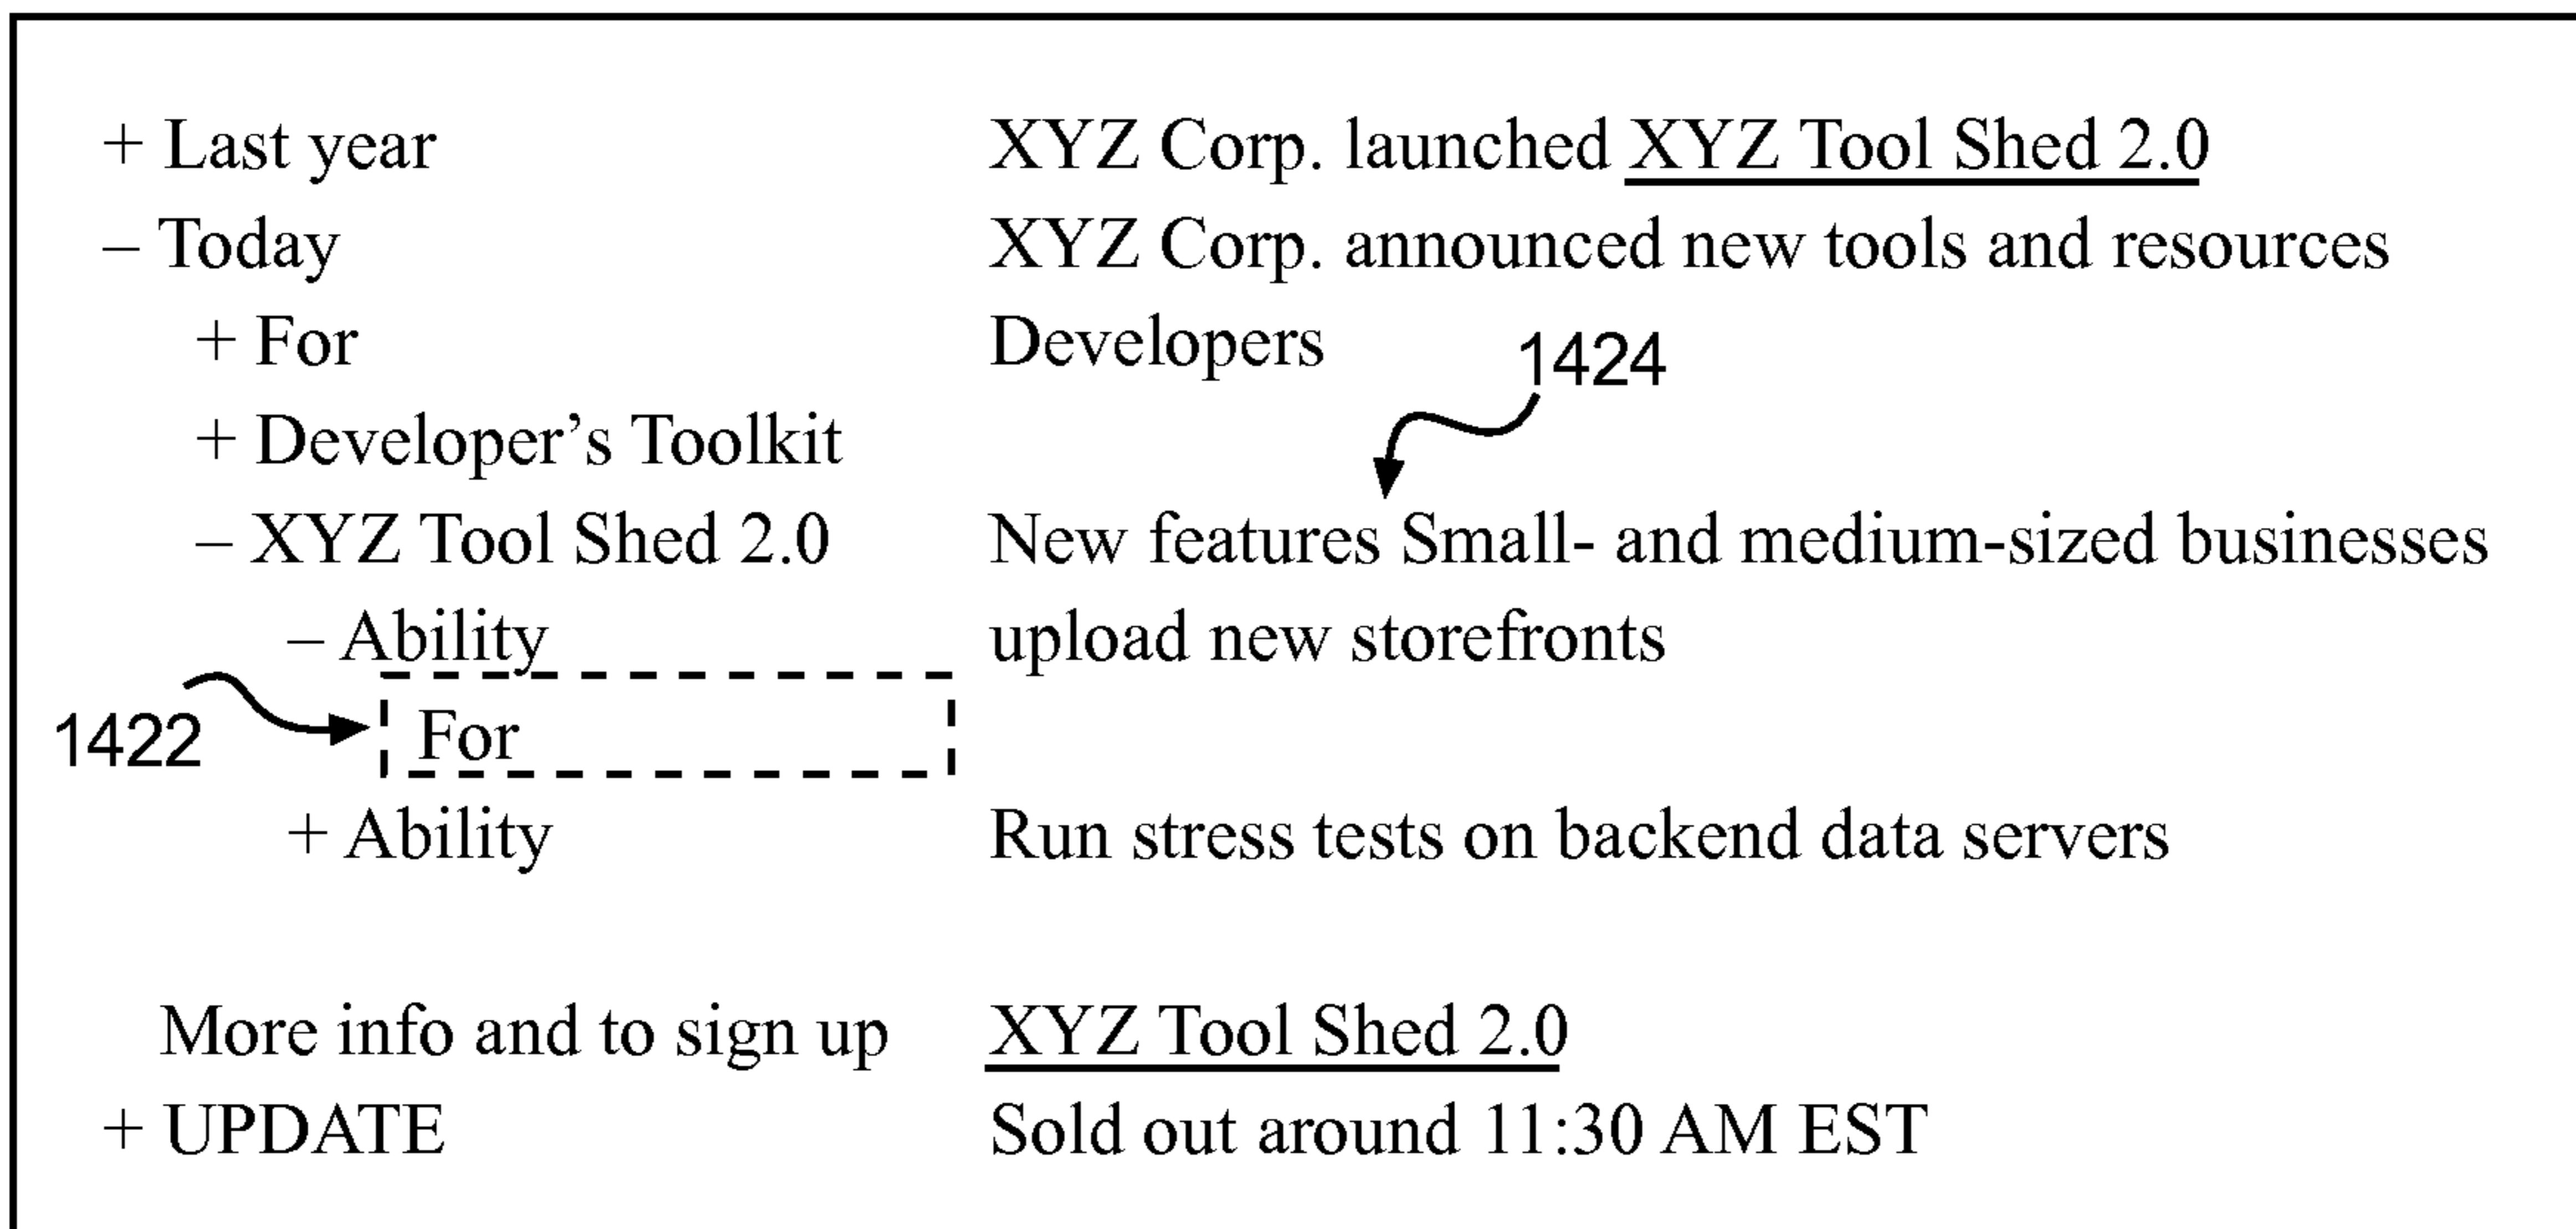 + Last year XYZ Corp. launched XYZ Tool Shed 2.0
– Today XYZ Corp. announced new tools and resources
+ For Developers
1424
+ Developer’s Toolkit
– XYZ Tool Shed 2.0 New features Small- and medium-sized businesses
– Ability upload new storefronts
1422 For
+ Ability Run stress tests on backend data servers
More info and to sign up XYZ Tool Shed 2.0
+ UPDATE Sold out around 11:30 AM EST